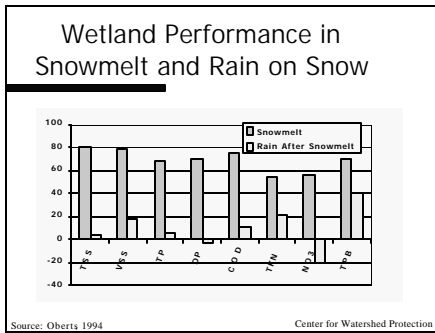 Wetland Performance in
Snowmelt and Rain on Snow
100
80
60
40
20
0
-20
-40
Snowmelt
Rain After Snowmelt
TSS
VSS
TP
OP
COD
TKN
NO3
TPB
Source: Oberts 1994
Center for Watershed Protection